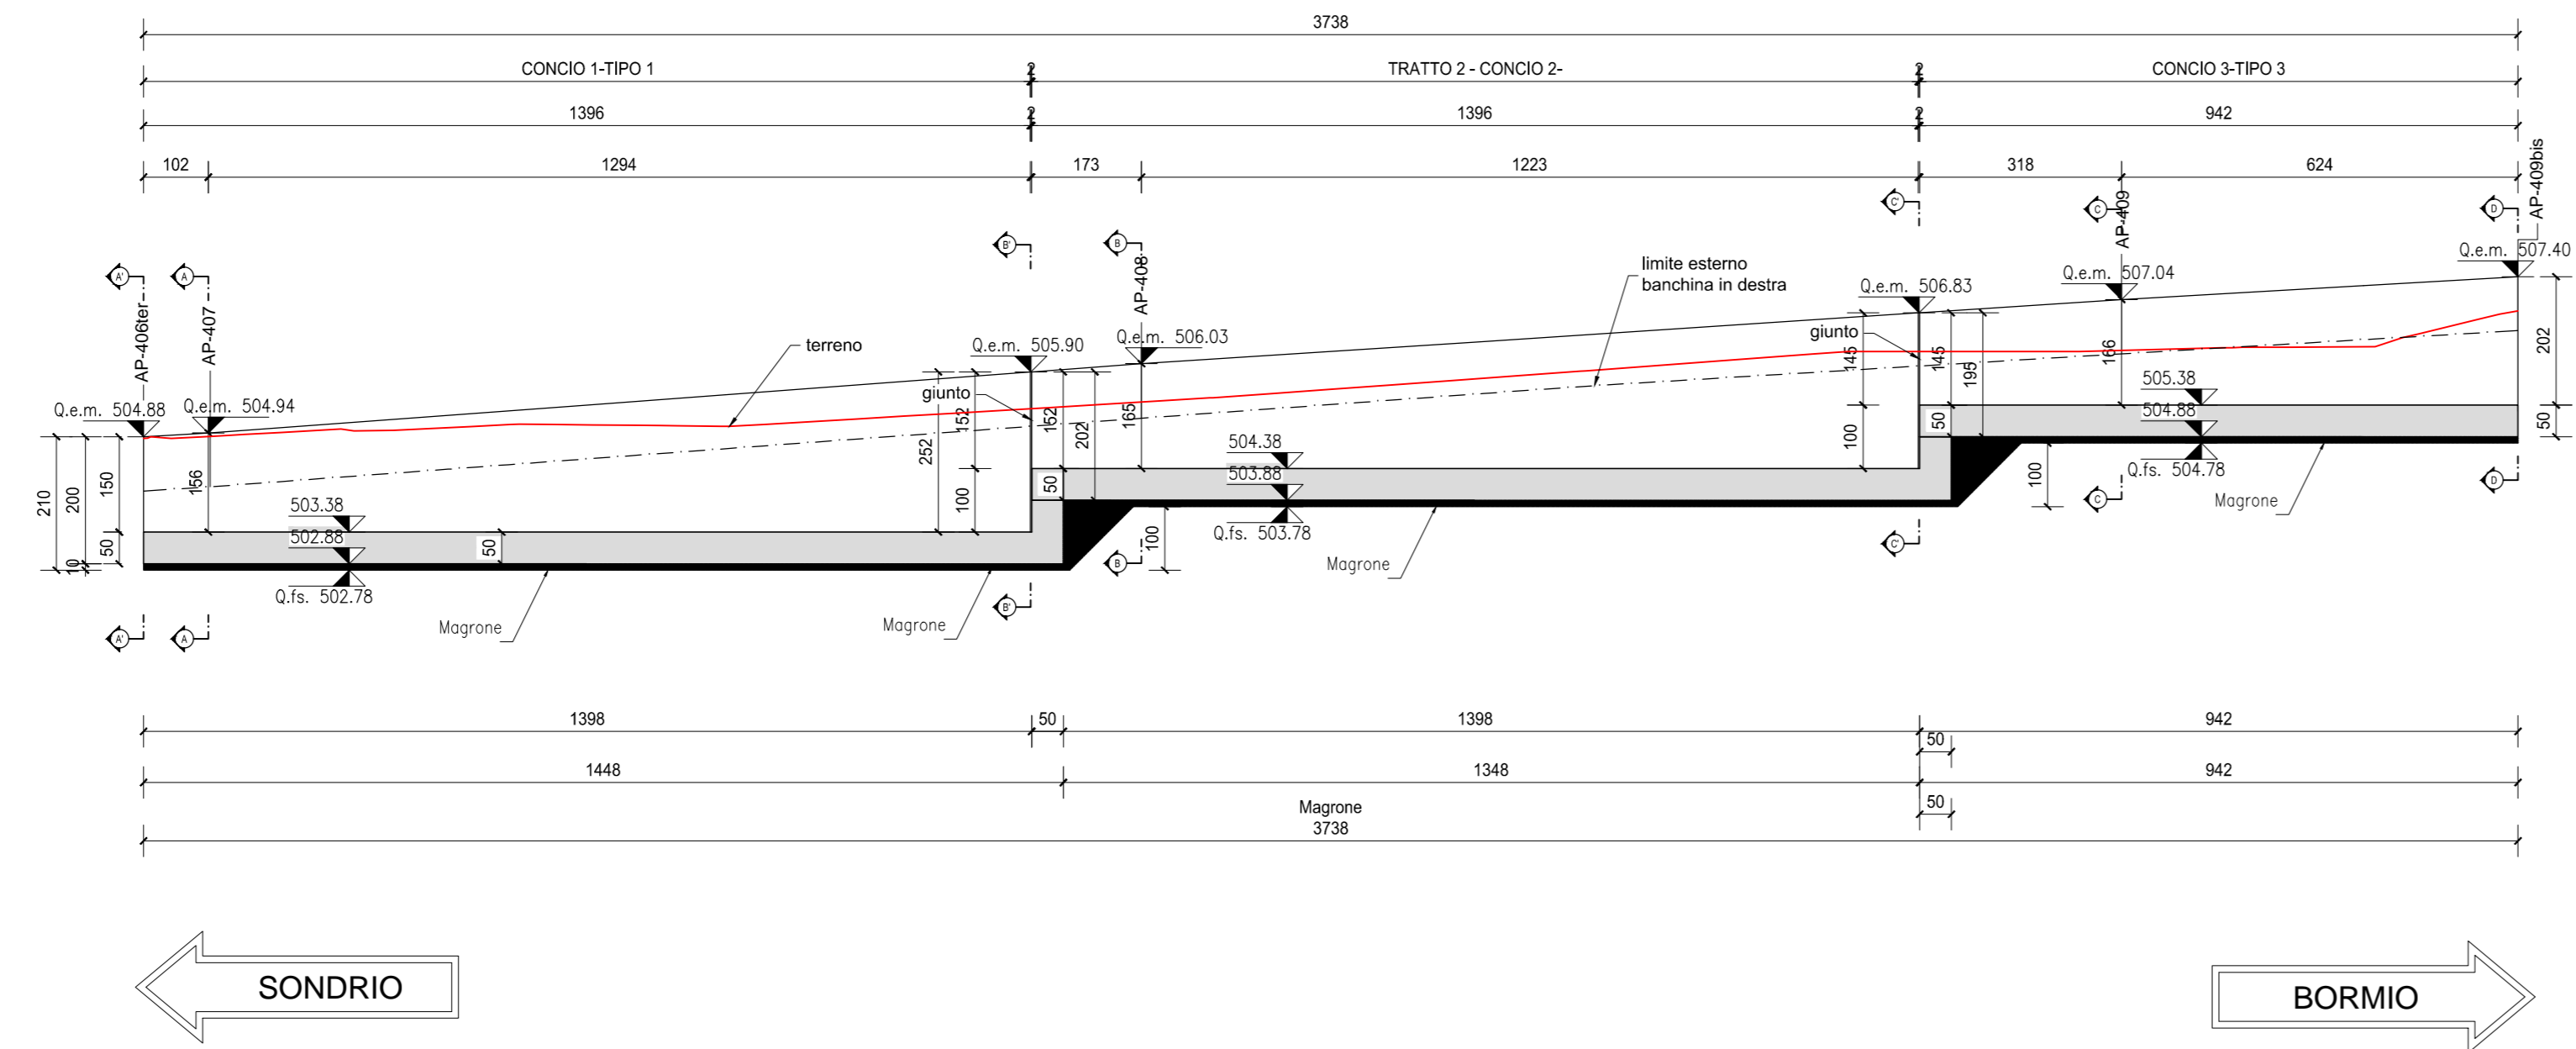 3738
CONCIO 1-TIPO 1
2
TRATTO 2 - CONCIO 2-
2
CONCIO 3-TIPO 3
1396
2
1396
2
942
102
1294
173
1223
318
624
AP-406ter
AP-407
AP-408
AP-409
AP-409bis
A'
A
B'
B
C'
C
D
Q.e.m. 504.88
Q.e.m. 504.94
Q.e.m. 505.90
Q.e.m. 506.03
Q.e.m. 506.83
Q.e.m. 507.04
Q.e.m. 507.40
terreno
giunto
limite esterno
banchina in destra
giunto
210
200
10
150
50
156
503.38
502.88
Q.fs. 502.78
50
252
152
100
152
50
202
165
504.38
503.88
Q.fs. 503.78
100
145
100
145
50
195
166
505.38
504.88
Q.fs. 504.78
100
202
50
Magrone
Magrone
Magrone
Magrone
A'
A
B'
B
C'
C
D
1398
50
1398
942
50
1448
1348
942
50
Magrone
3738
SONDRIO
BORMIO